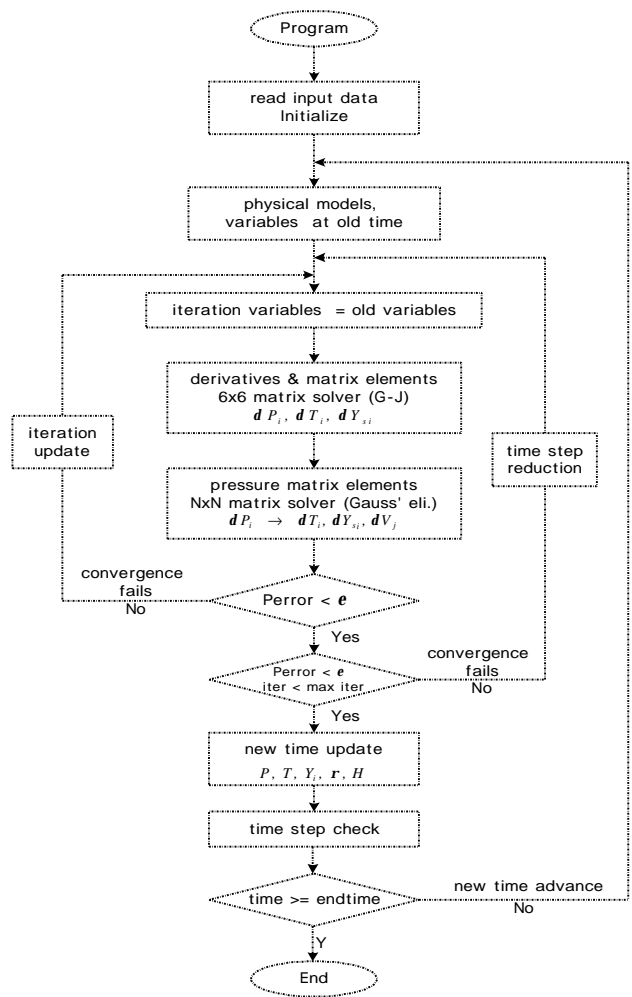 Program
read input data
Initialize
physical models,
variables at old time
iteration variables = old variables
derivatives & matrix elements
6x6 matrix solver (G-J)
d P_i, d T_i, d Y_si
iteration
update
time step
reduction
pressure matrix elements
NxN matrix solver (Gauss' eli.)
d P_i → d T_i, d Y_si, d V_j
convergence
fails
No
Perror < e
Yes
Perror < e
iter < max iter
convergence
fails
No
Yes
new time update
P, T, Y_i, r, H
time step check
time >= endtime
new time advance
No
Y
End